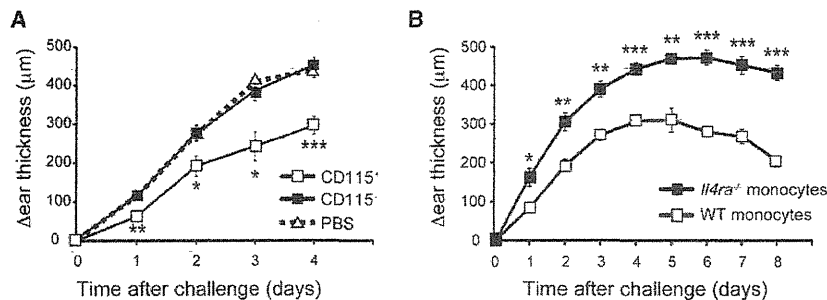 A
Δear thickness (μm)
500
400
300
200
100
0
**
*
*
***
CD115+
CD115-
PBS
0 1 2 3 4
Time after challenge (days)
B
Δear thickness (μm)
500
400
300
200
100
0
*
**
**
***
**
***
***
***
Il4ra-/- monocytes
WT monocytes
0 1 2 3 4 5 6 7 8
Time after challenge (days)